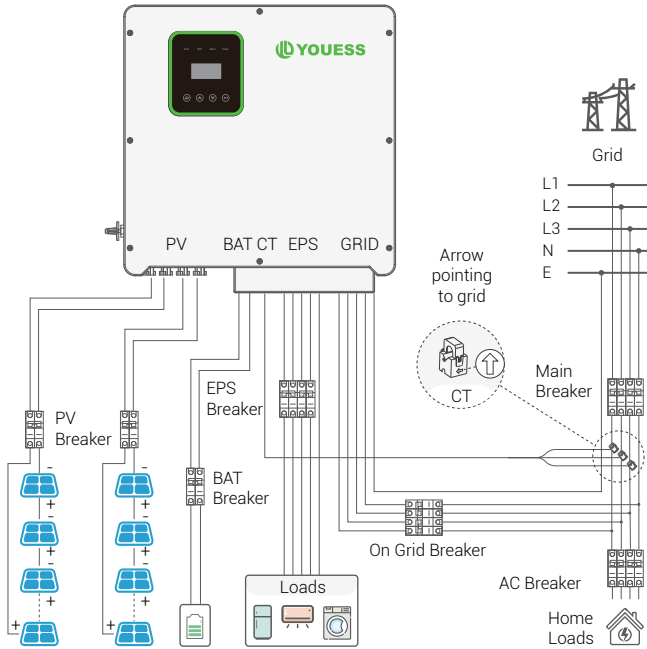 YOUESS
Grid
L1
L2
L3
N
E
PV
BAT CT EPS
GRID
Arrow
pointing
to grid
CT
Main
Breaker
EPS
Breaker
PV
Breaker
BAT
Breaker
On Grid Breaker
AC Breaker
Loads
Home
Loads
-
+
-
+
-
+
+
-
+
-
+
-
+
+